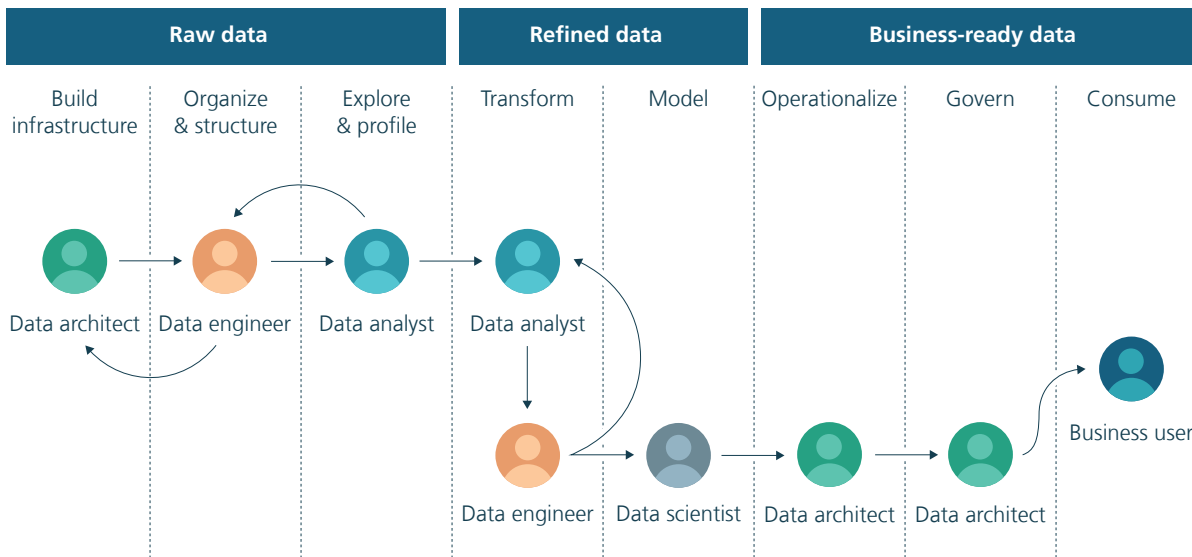 Raw data
Refined data
Business-ready data
Build
infrastructure
Organize
& structure
Explore
& profile
Transform
Model
Operationalize
Govern
Consume
Data architect
Data engineer
Data analyst
Data analyst
Business user
Data engineer
Data scientist
Data architect
Data architect